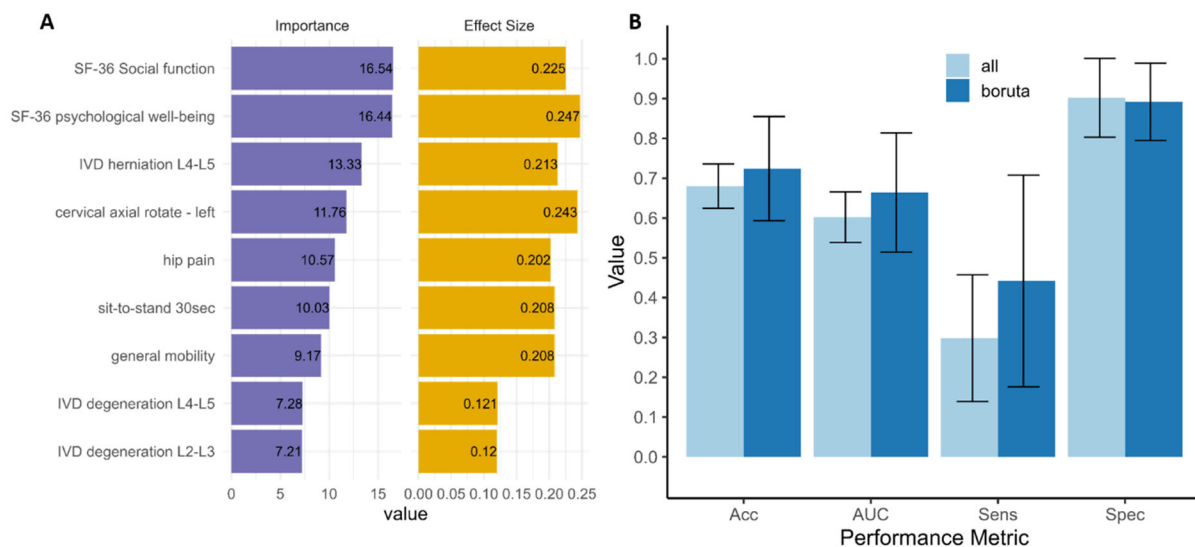 A
Importance
Effect Size
SF-36 Social function
16.54
0.225
SF-36 psychological well-being
16.44
0.247
IVD herniation L4-L5
13.33
0.213
cervical axial rotate - left
11.76
0.243
hip pain
10.57
0.202
sit-to-stand 30sec
10.03
0.208
general mobility
9.17
0.208
IVD degeneration L4-L5
7.28
0.121
IVD degeneration L2-L3
7.21
0.12
0 5 10 15
0.00 0.05 0.10 0.15 0.20 0.25
value
B
all
boruta
1.0
0.9
0.8
0.7
0.6
0.5
0.4
0.3
0.2
0.1
0.0
Value
Acc AUC Sens Spec
Performance Metric